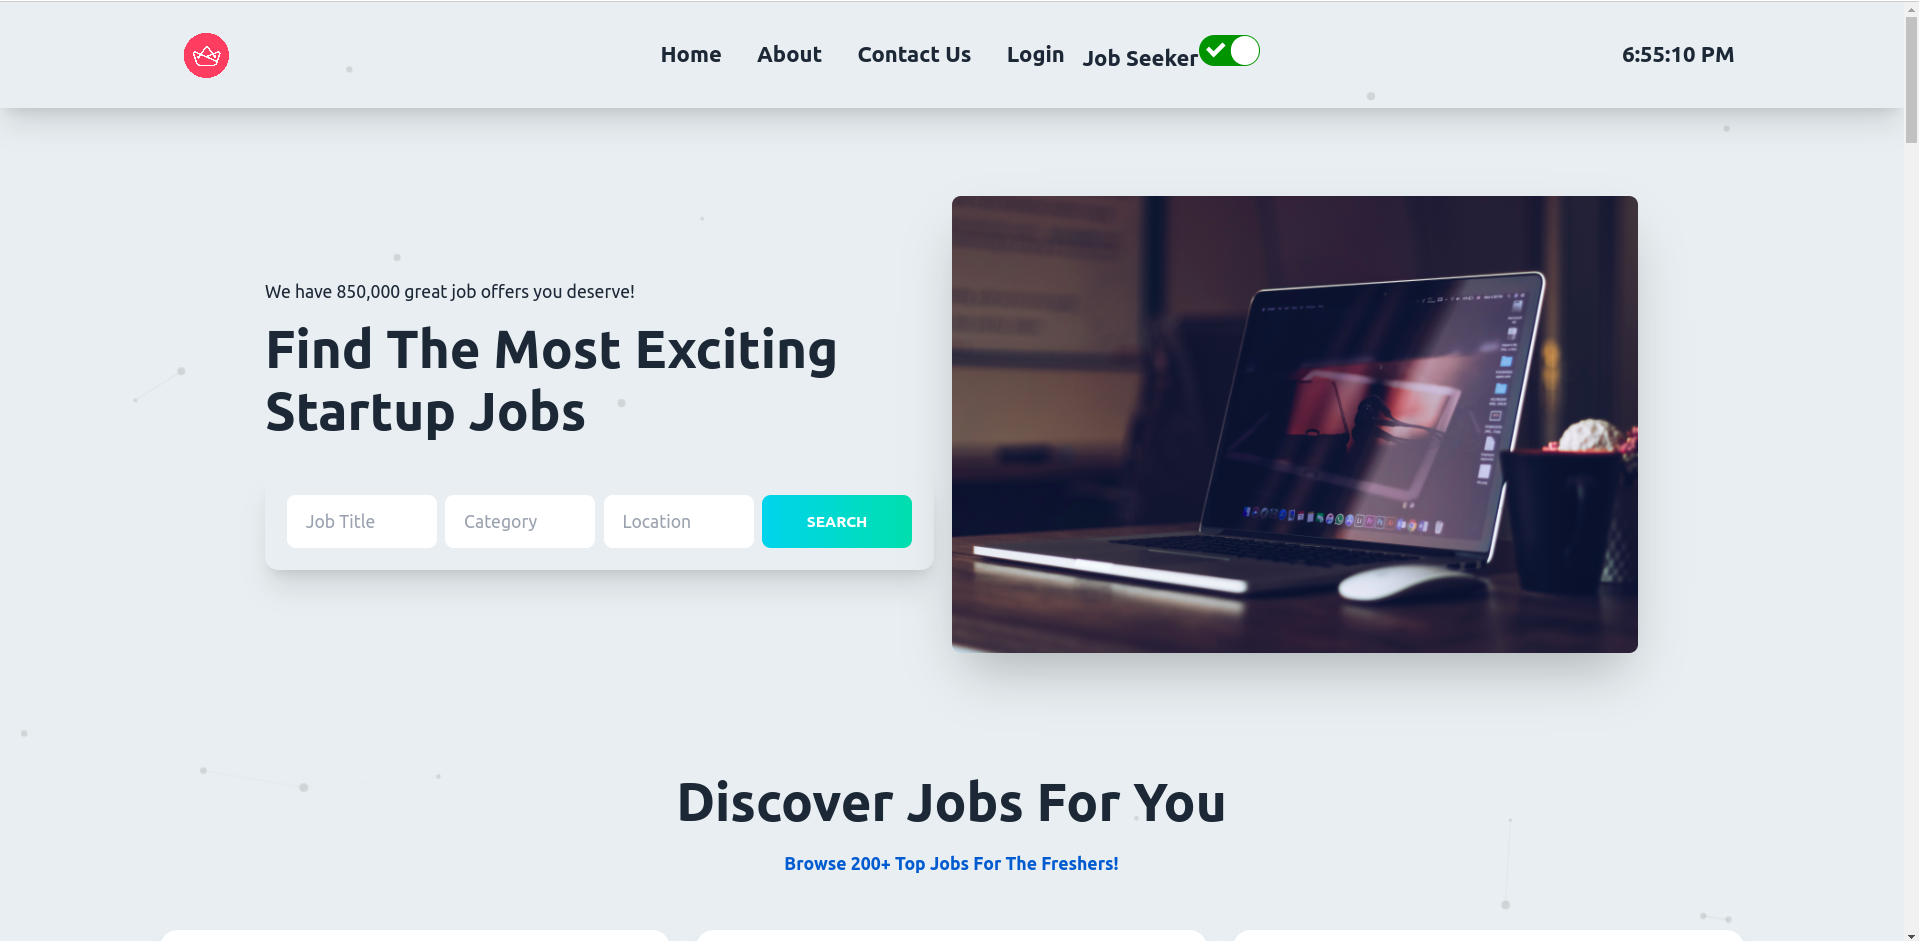 Home About Contact Us Login Job Seeker 6:55:10 PM
We have 850,000 great job offers you deserve!
Find The Most Exciting
Startup Jobs
Job Title Category Location SEARCH
Discover Jobs For You
Browse 200+ Top Jobs For The Freshers!